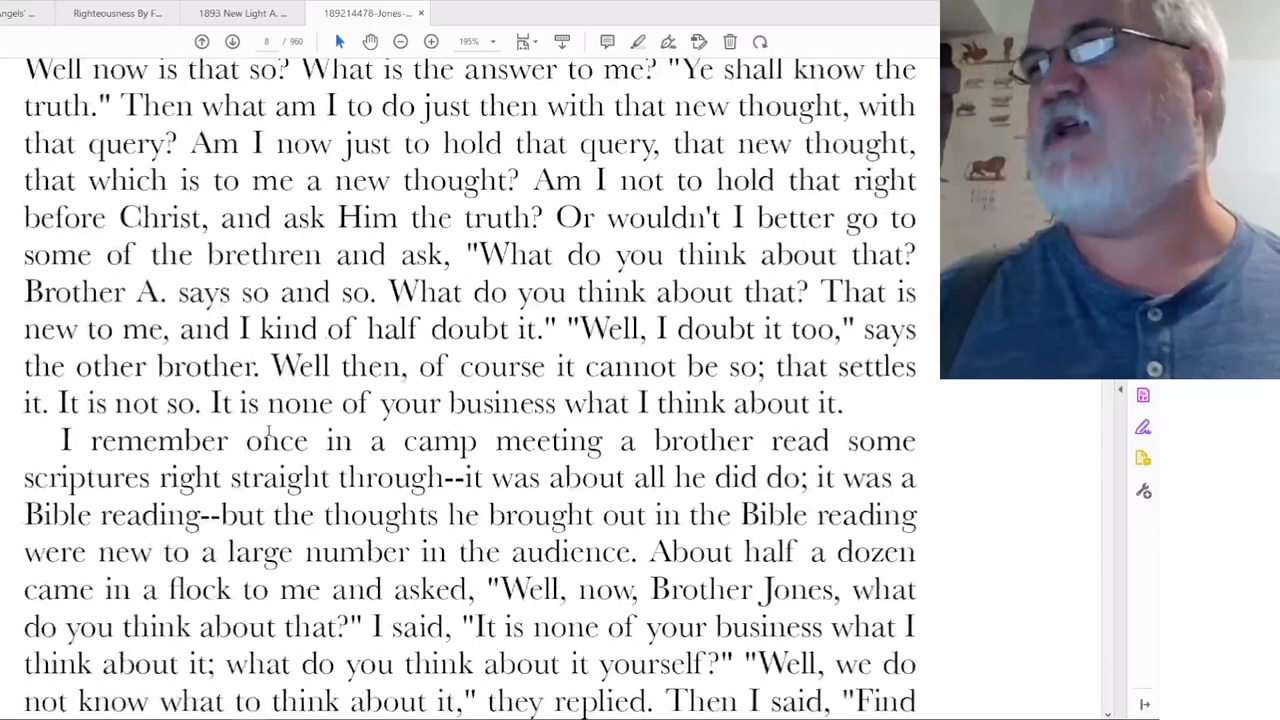 ngels' ...
Righteousness By F...
1893 New Light A. ...
189214478-Jones-... ×
8 / 960
195%
Well now is that so? What is the answer to me? "Ye shall know the
truth." Then what am I to do just then with that new thought, with
that query? Am I now just to hold that query, that new thought,
that which is to me a new thought? Am I not to hold that right
before Christ, and ask Him the truth? Or wouldn't I better go to
some of the brethren and ask, "What do you think about that?
Brother A. says so and so. What do you think about that? That is
new to me, and I kind of half doubt it." "Well, I doubt it too," says
the other brother. Well then, of course it cannot be so; that settles
it. It is not so. It is none of your business what I think about it.
I remember once in a camp meeting a brother read some
scriptures right straight through--it was about all he did do; it was a
Bible reading--but the thoughts he brought out in the Bible reading
were new to a large number in the audience. About half a dozen
came in a flock to me and asked, "Well, now, Brother Jones, what
do you think about that?" I said, "It is none of your business what I
think about it; what do you think about it yourself?" "Well, we do
not know what to think about it," they replied. Then I said, "Find